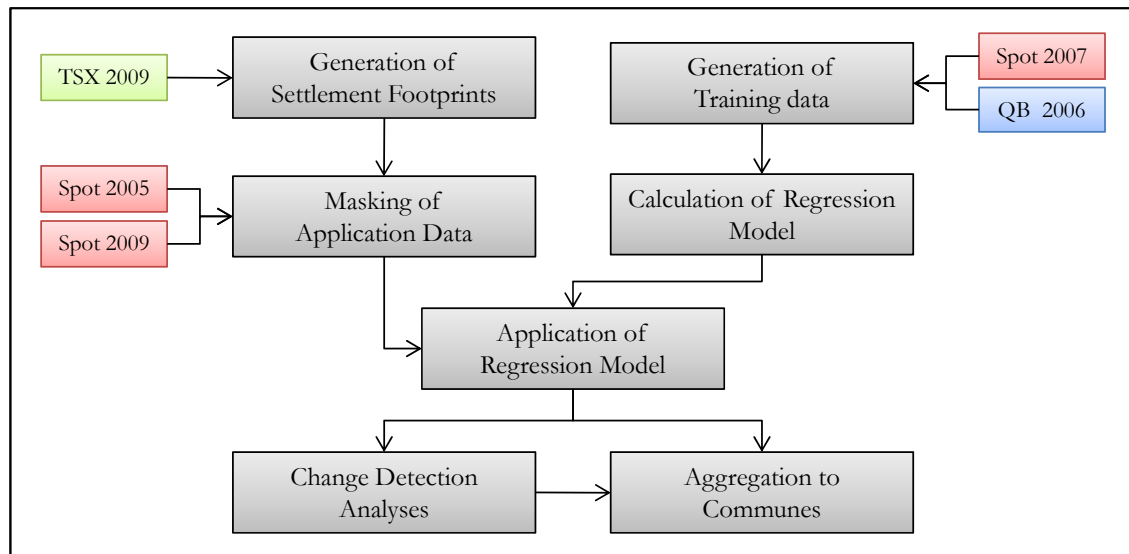 TSX 2009
Generation of
Settlement Footprints
Generation of
Training data
Spot 2007
QB 2006
Spot 2005
Spot 2009
Masking of
Application Data
Calculation of Regression
Model
Application of
Regression Model
Change Detection
Analyses
Aggregation to
Communes